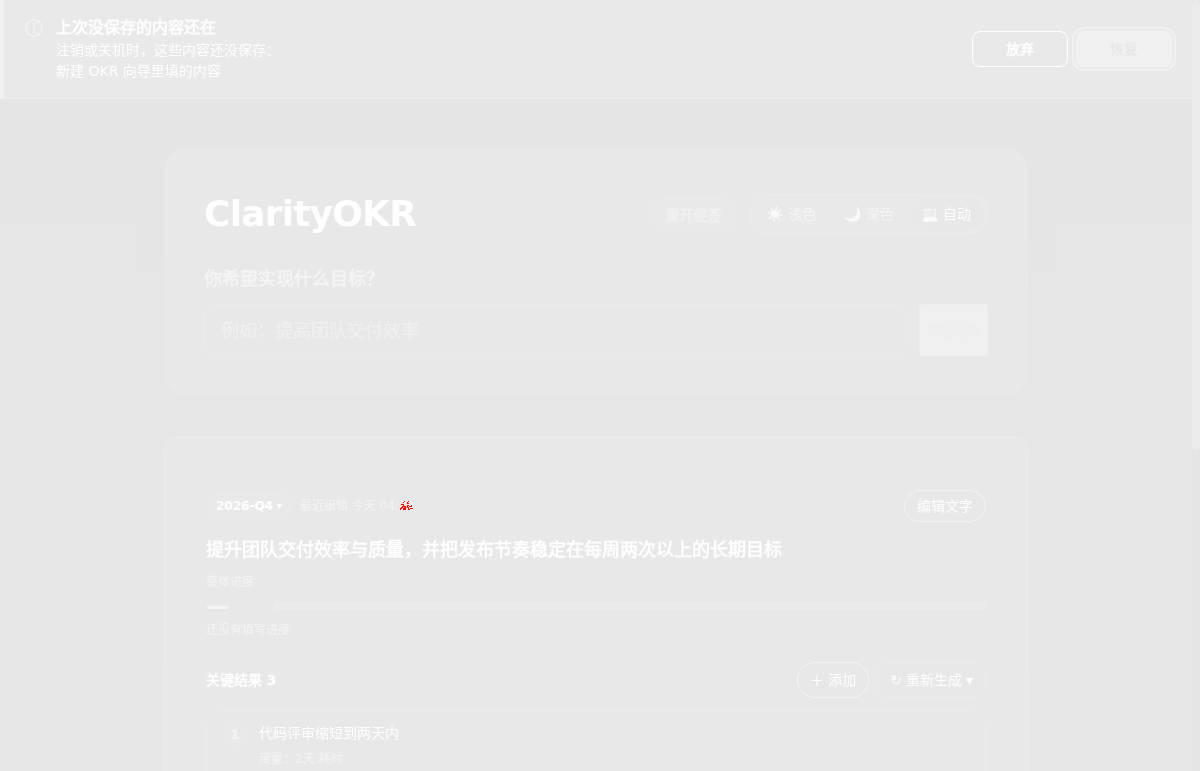 上次没保存的内容还在
注销或关机时，这些内容还没保存：
新建 OKR 向导里填的内容
放弃
恢复
ClarityOKR
重开便笺
浅色
深色
自动
你希望实现什么目标？
例如：提高团队交付效率
2026-Q4 ▾
最近编辑 今天 04
编辑文字
提升团队交付效率与质量，并把发布节奏稳定在每周两次以上的长期目标
整体进度
还没有填写进度
关键结果 3
＋ 添加
↻ 重新生成 ▾
1
代码评审缩短到两天内
度量：2天 耗时